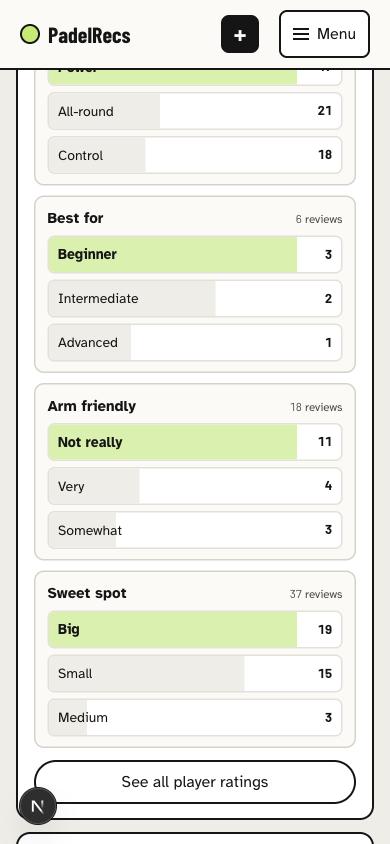 PadelRecs
+
Menu
All-round 21
Control 18
Best for 6 reviews
Beginner 3
Intermediate 2
Advanced 1
Arm friendly 18 reviews
Not really 11
Very 4
Somewhat 3
Sweet spot 37 reviews
Big 19
Small 15
Medium 3
See all player ratings
N